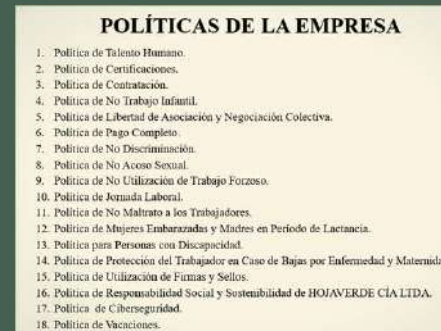 POLÍTICAS DE LA EMPRESA
1. Política de Talento Humano.
2. Política de Certificaciones.
3. Política de Contratación.
4. Política de No Trabajo Infantil.
5. Política de Libertad de Asociación y Negociación Colectiva.
6. Política de Pago Completo.
7. Política de No Discriminación.
8. Política de No Acoso Sexual.
9. Política de No Utilización de Trabajo Forzoso.
10. Política de Jornada Laboral.
11. Política de No Maltrato a los Trabajadores.
12. Política de Mujeres Embarazadas y Madres en Periodo de Lactancia.
13. Política para Personas con Discapacidad.
14. Política de Protección del Trabajador en Caso de Bajas por Enfermedad y Maternida
15. Política de Utilización de Firmas y Sellos.
16. Política de Responsabilidad Social y Sostenibilidad de HOJAVERDE CÍA LTDA.
17. Política de Ciberseguridad.
18. Política de Vacaciones.